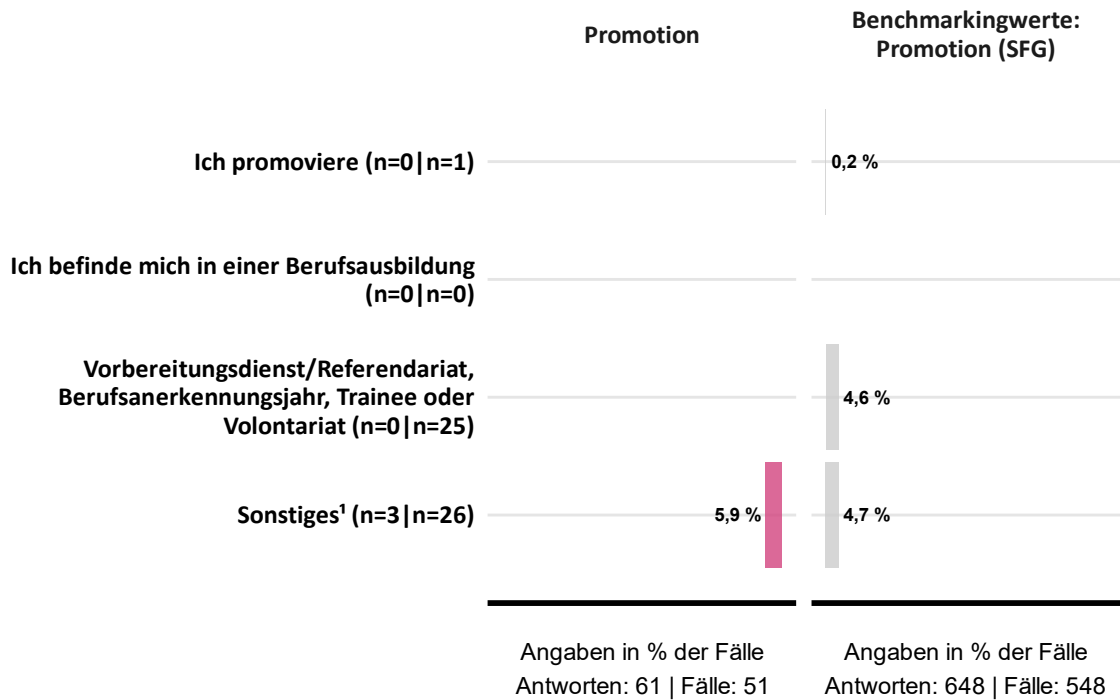 Promotion
Benchmarkingwerte:
Promotion (SFG)
Ich promoviere (n=0|n=1)
0,2 %
Ich befinde mich in einer Berufsausbildung
(n=0|n=0)
Vorbereitungsdienst/Referendariat,
Berufsanerkennungsjahr, Trainee oder
Volontariat (n=0|n=25)
4,6 %
Sonstiges¹ (n=3|n=26)
5,9 %
4,7 %
Angaben in % der Fälle
Antworten: 61 | Fälle: 51
Angaben in % der Fälle
Antworten: 648 | Fälle: 548